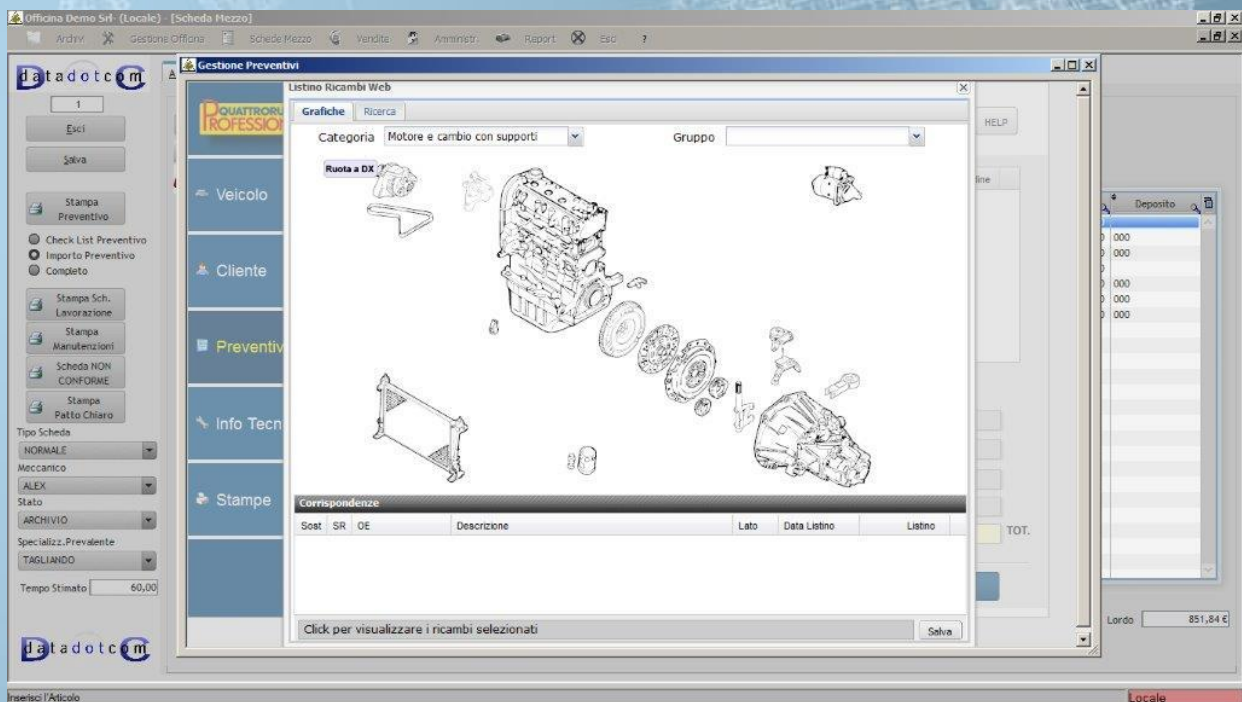 Officina Demo Srl- (Locale) - [Scheda Mezzo]
Archivi Gestione Officina Schede Mezzo Vendite Amministr. Report Esci ?
datadotcom
1
Esci
Salva
Stampa
Preventivo
Check List Preventivo
Importo Preventivo
Completo
Stampa Sch.
Lavorazione
Stampa
Manutenzioni
Scheda NON
CONFORME
Stampa
Patto Chiaro
Tipo Scheda
NORMALE
Meccanico
ALEX
Stato
ARCHIVIO
Specializz.Prevalente
TAGLIANDO
Tempo Stimato 60,00
datadotcom
Gestione Preventivi
QUATTRORU
PROFESSION
Veicolo
Cliente
Preventiv
Info Tecn
Stampe
Listino Ricambi Web
Grafiche Ricerca
Categoria Motore e cambio con supporti Gruppo
Ruota a DX
Corrispondenze
Sost SR OE Descrizione Lato Data Listino Listino
Click per visualizzare i ricambi selezionati Salva
HELP
TOT.
Deposito
000
000
000
000
000
Lordo 851,84 €
Inserisci l'Articolo Locale